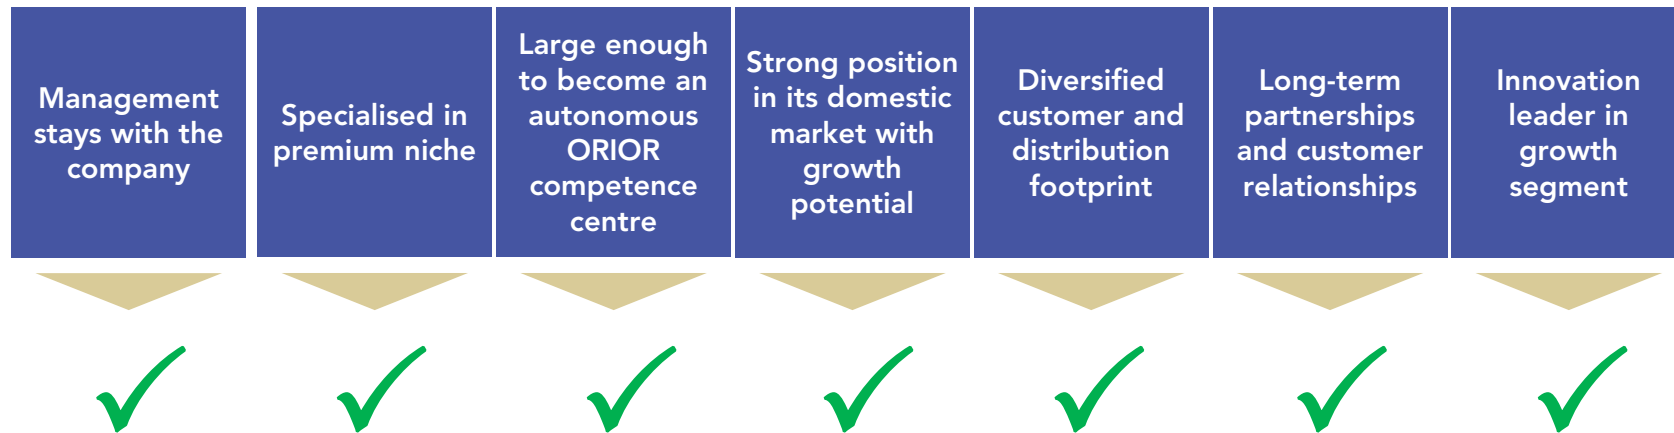 Management
stays with the
company
Specialised in
premium niche
Large enough
to become an
autonomous
ORIOR
competence
centre
Strong position
in its domestic
market with
growth
potential
Diversified
customer and
distribution
footprint
Long-term
partnerships
and customer
relationships
Innovation
leader in
growth
segment